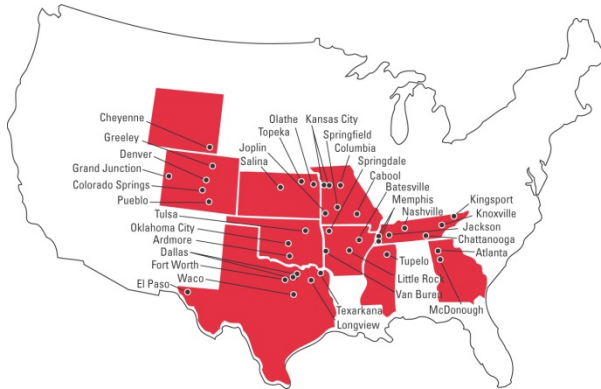 Cheyenne
Greeley
Denver
Grand Junction
Colorado Springs
Pueblo
Tulsa
Oklahoma City
Ardmore
Dallas
Fort Worth
Waco
El Paso
Olathe
Topeka
Joplin
Salina
Kansas City
Springfield
Columbia
Springdale
Cabool
Batesville
Memphis
Nashville
Kingsport
Knoxville
Jackson
Chattanooga
Atlanta
McDonough
Tupelo
Little Rock
Van Buren
Texarkana
Longview